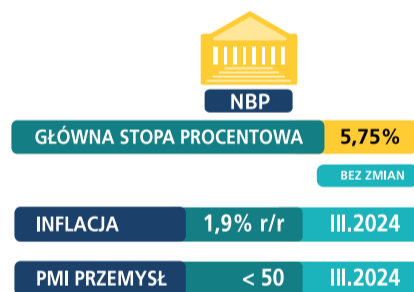 NBP
GŁÓWNA STOPA PROCENTOWA 5,75%
BEZ ZMIAN
INFLACJA 1,9% r/r III.2024
PMI PRZEMYSŁ < 50 III.2024